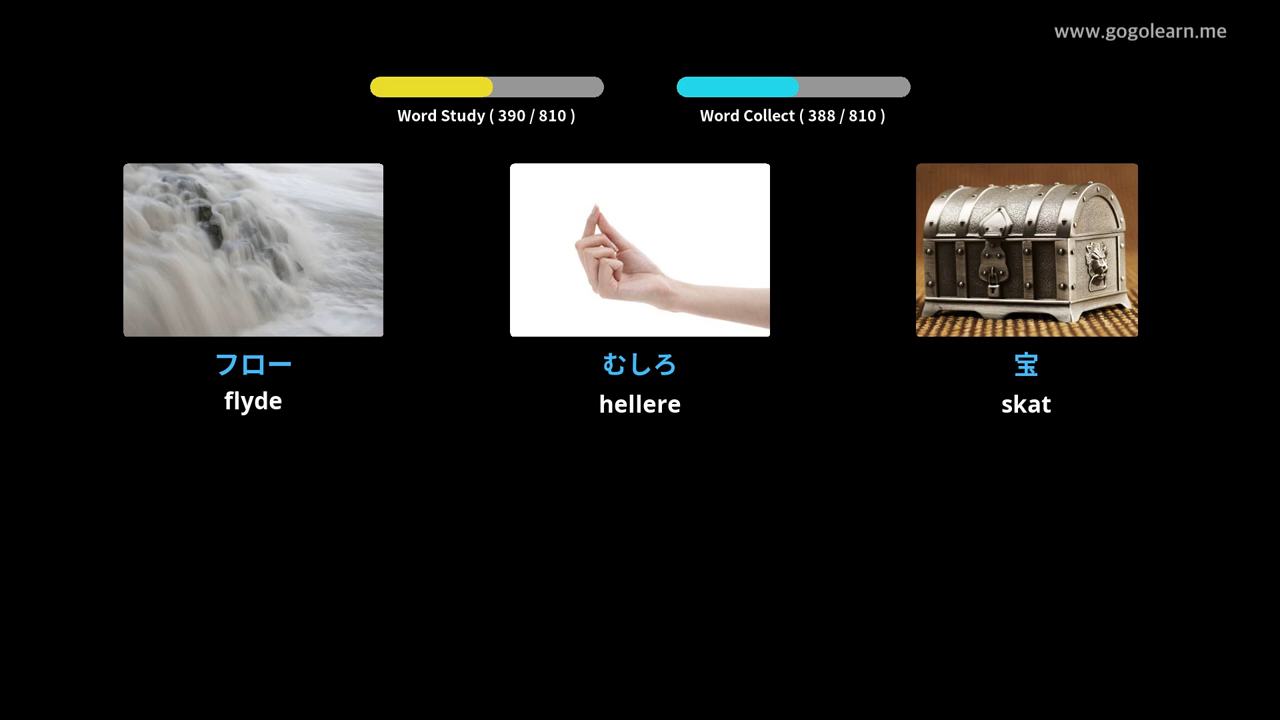 www.gogolearn.me
Word Study ( 390 / 810 )
Word Collect ( 388 / 810 )
フロー
flyde
むしろ
hellere
宝
skat